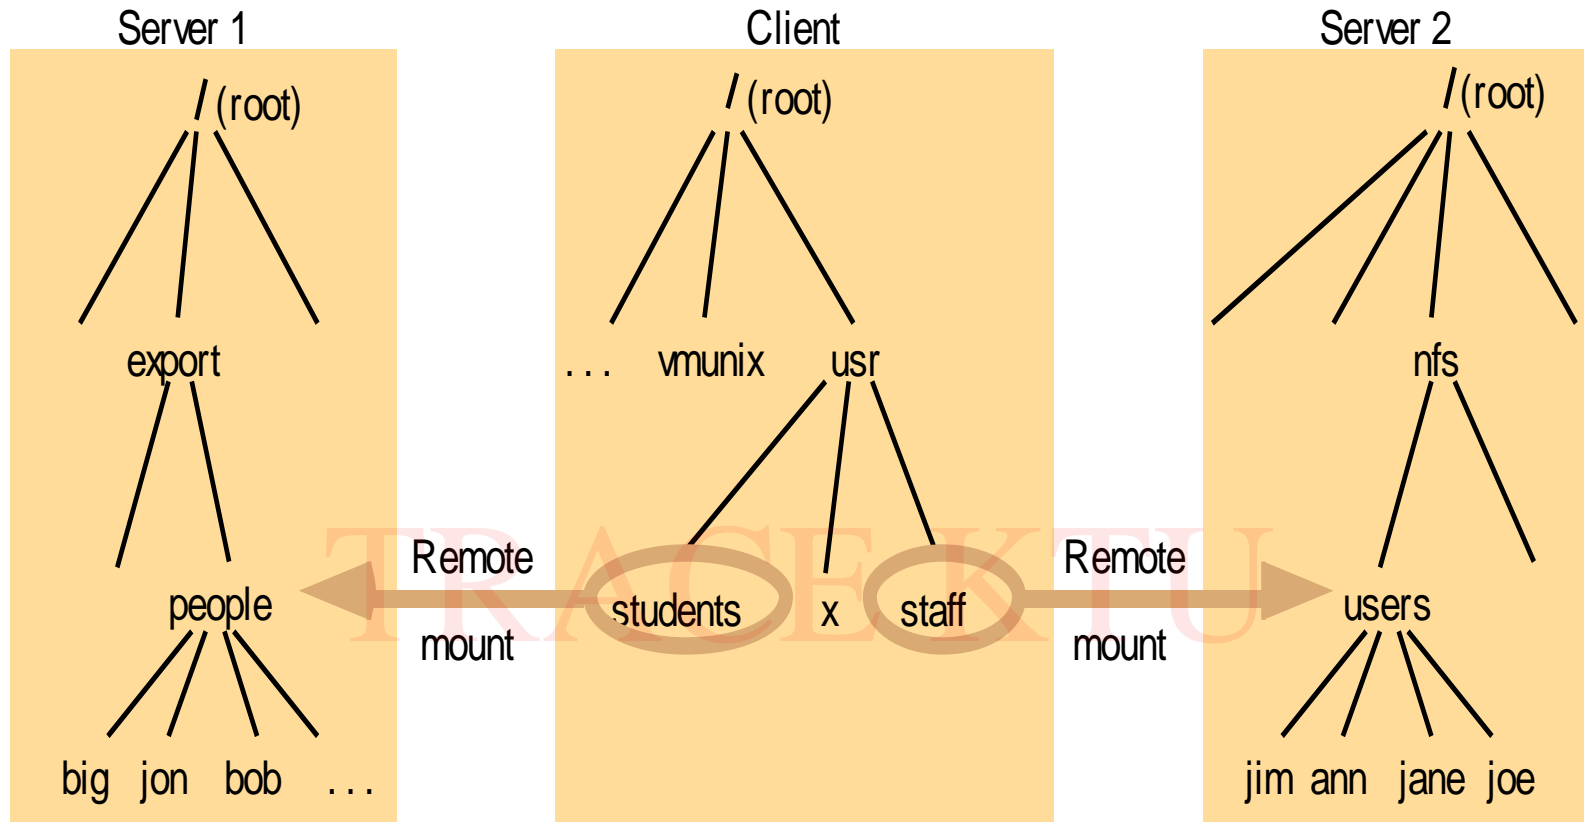 Server 1
Client
Server 2
/ (root)
/ (root)
/ (root)
export
. . . vmunix usr
nfs
Remote
mount
Remote
mount
people
students x staff
users
big jon bob . . .
jim ann jane joe
TRACE KTU